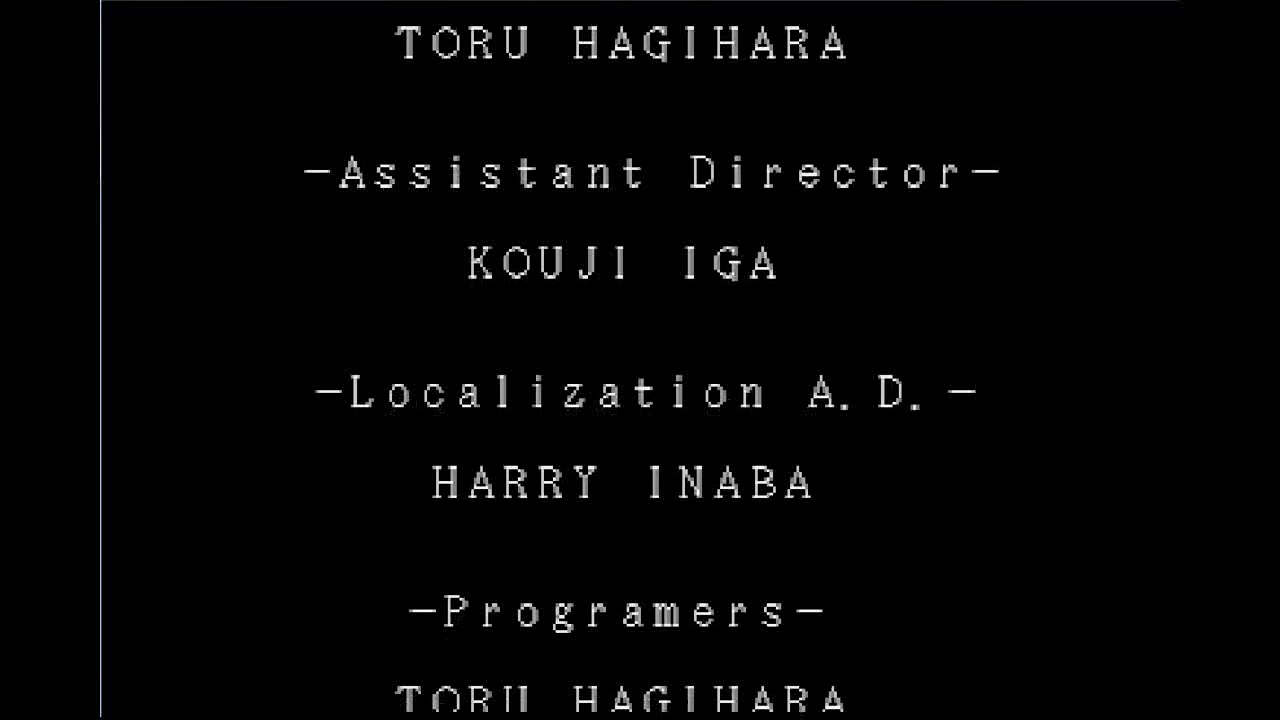 TORU HAGIHARA
-Assistant Director-
KOUJI IGA
-Localization A.D.-
HARRY INABA
-Programers-
TORU HAGIHARA